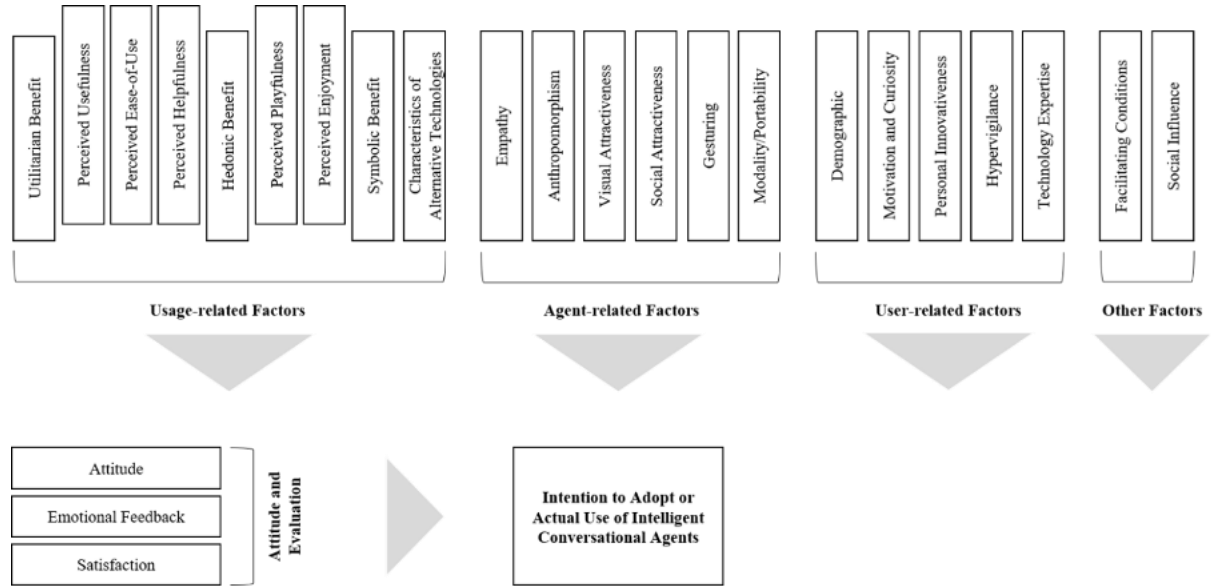 Utilitarian Benefit
Perceived Usefulness
Perceived Ease-of-Use
Perceived Helpfulness
Hedonic Benefit
Perceived Playfulness
Perceived Enjoyment
Symbolic Benefit
Characteristics of
Alternative Technologies
Empathy
Anthropomorphism
Visual Attractiveness
Social Attractiveness
Gesturing
Modality/Portability
Demographic
Motivation and Curiosity
Personal Innovativeness
Hypervigilance
Technology Expertise
Facilitating Conditions
Social Influence
Usage-related Factors
Agent-related Factors
User-related Factors
Other Factors
Attitude
Emotional Feedback
Satisfaction
Attitude and
Evaluation
Intention to Adopt or
Actual Use of Intelligent
Conversational Agents